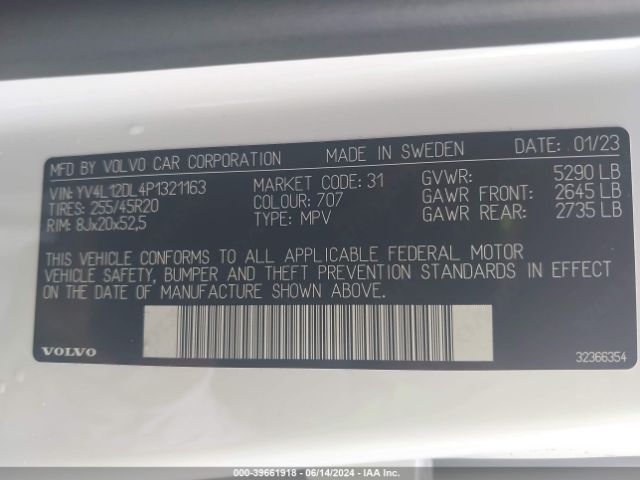 MFD BY VOLVO CAR CORPORATION MADE IN SWEDEN DATE: 01/23
VIN: YV4L12DL4P1321163 MARKET CODE: 31 GVWR: 5290 LB
TIRES: 255/45R20 COLOUR: 707 GAWR FRONT: 2645 LB
RIM: 8Jx20x52,5 TYPE: MPV GAWR REAR: 2735 LB
THIS VEHICLE CONFORMS TO ALL APPLICABLE FEDERAL MOTOR
VEHICLE SAFETY, BUMPER AND THEFT PREVENTION STANDARDS IN EFFECT
ON THE DATE OF MANUFACTURE SHOWN ABOVE.
VOLVO 32366354
000-39661918 - 06/14/2024 - IAA Inc.